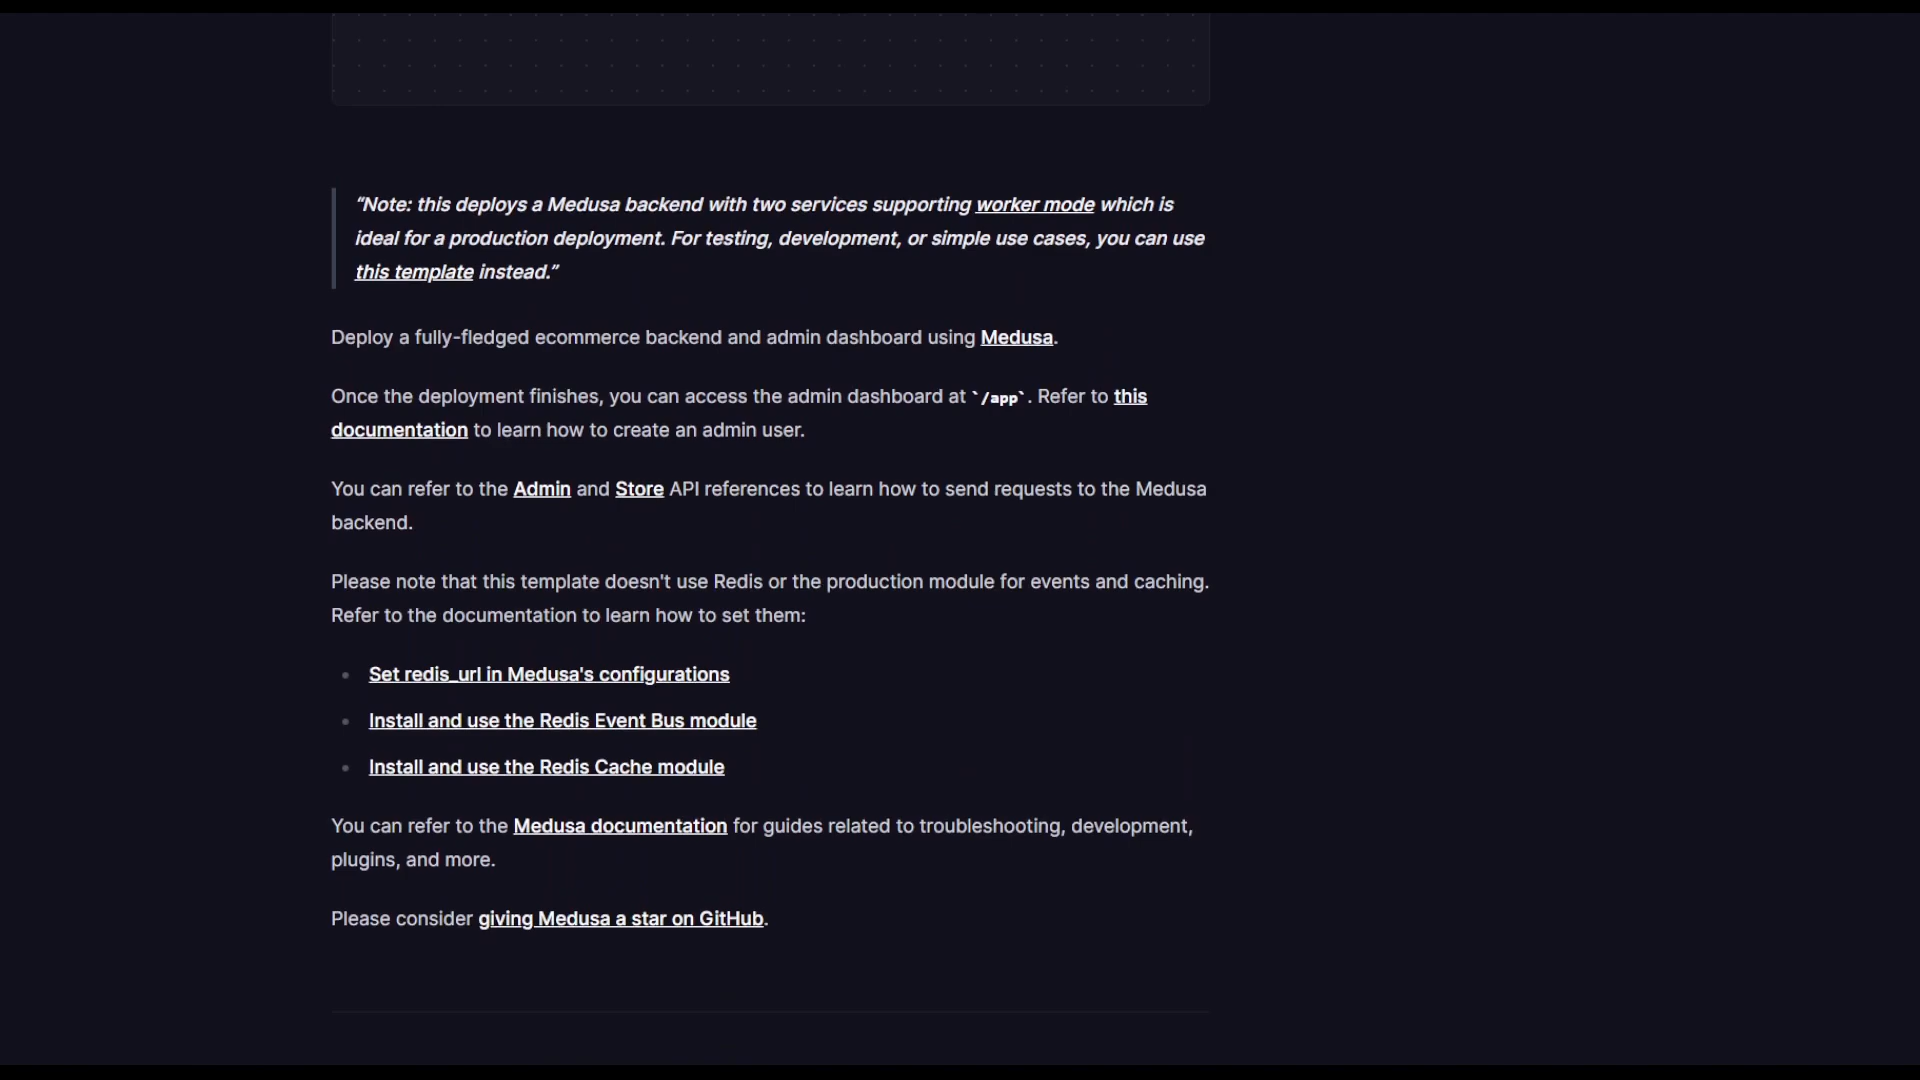 “Note: this deploys a Medusa backend with two services supporting worker mode which is
ideal for a production deployment. For testing, development, or simple use cases, you can use
this template instead.”
Deploy a fully-fledged ecommerce backend and admin dashboard using Medusa.
Once the deployment finishes, you can access the admin dashboard at `/app`. Refer to this
documentation to learn how to create an admin user.
You can refer to the Admin and Store API references to learn how to send requests to the Medusa
backend.
Please note that this template doesn't use Redis or the production module for events and caching.
Refer to the documentation to learn how to set them:
Set redis_url in Medusa's configurations
Install and use the Redis Event Bus module
Install and use the Redis Cache module
You can refer to the Medusa documentation for guides related to troubleshooting, development,
plugins, and more.
Please consider giving Medusa a star on GitHub.